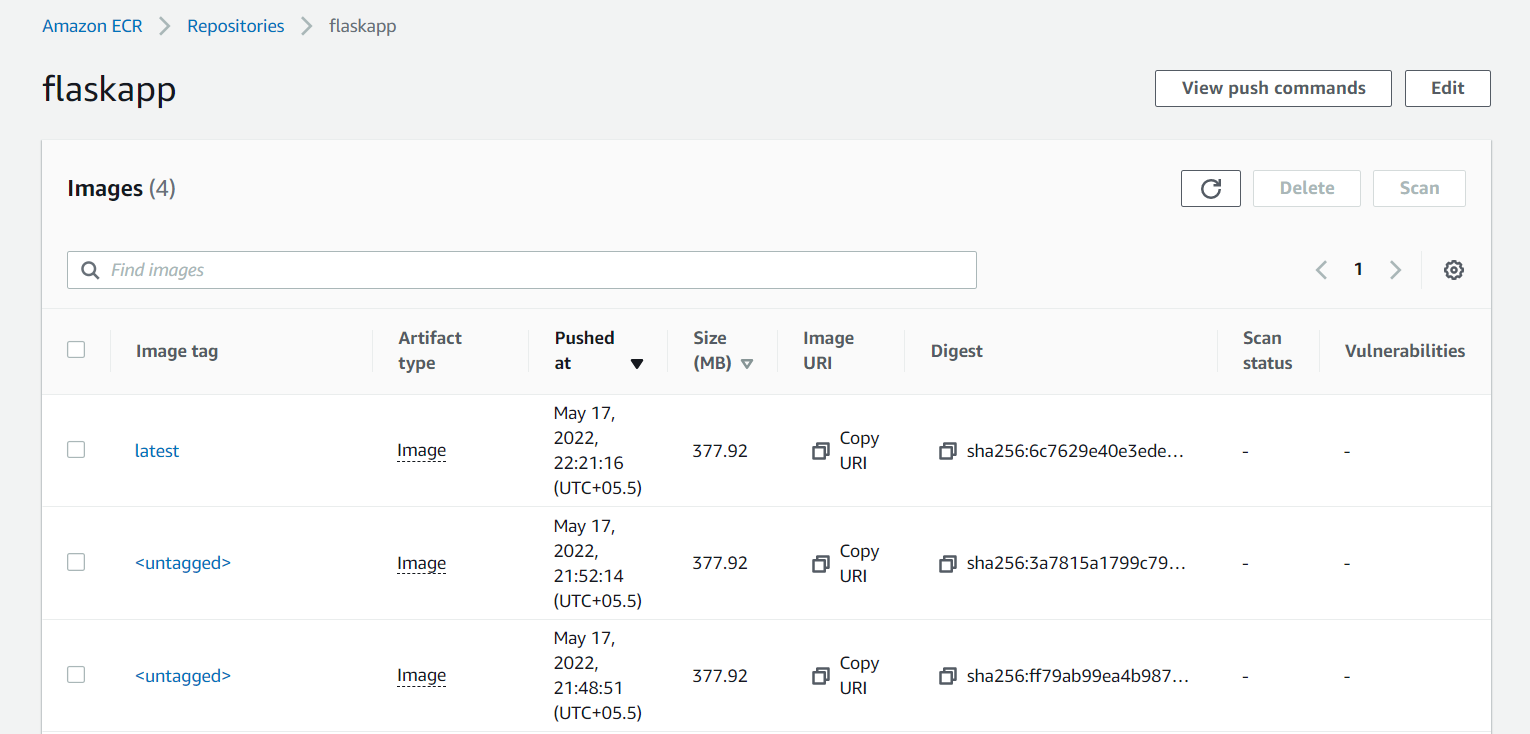 Amazon ECR > Repositories > flaskapp
flaskapp
View push commands
Edit
Images (4)
Delete
Scan
Find images
1
Image tag
Artifact
type
Pushed
at
Size
(MB)
Image
URI
Digest
Scan
status
Vulnerabilities
latest
Image
May 17,
2022,
22:21:16
(UTC+05.5)
377.92
Copy
URI
sha256:6c7629e40e3ede...
-
-
<untagged>
Image
May 17,
2022,
21:52:14
(UTC+05.5)
377.92
Copy
URI
sha256:3a7815a1799c79...
-
-
<untagged>
Image
May 17,
2022,
21:48:51
(UTC+05.5)
377.92
Copy
URI
sha256:ff79ab99ea4b987...
-
-